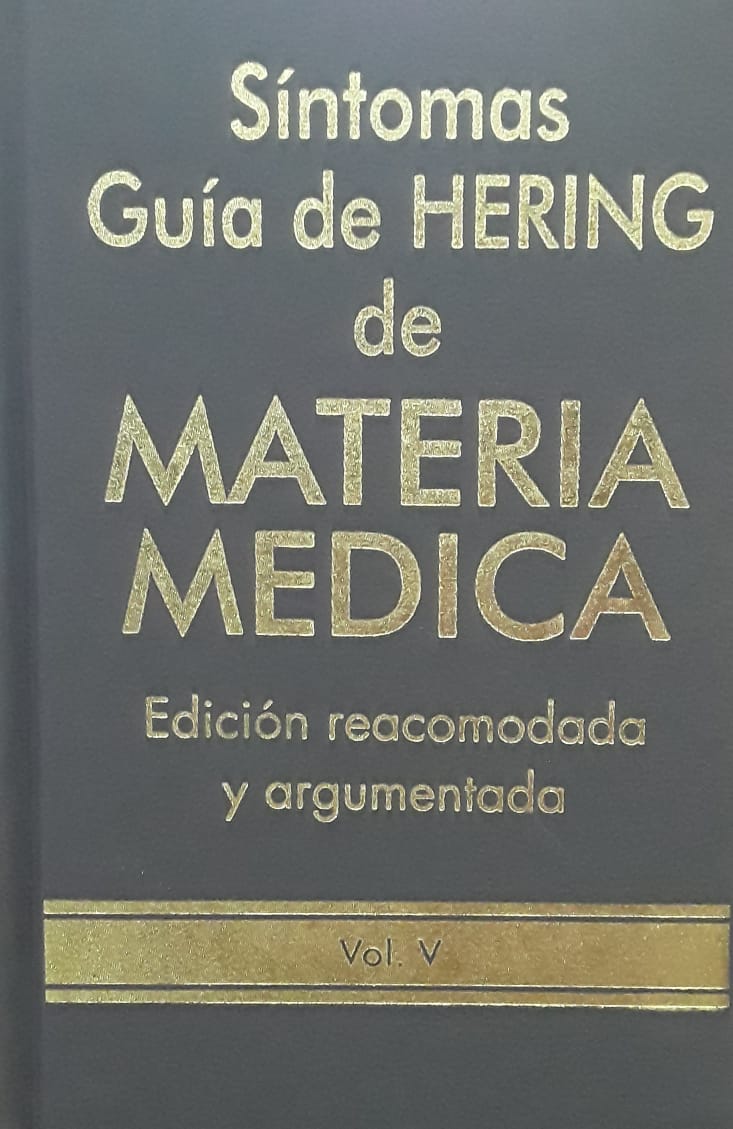 Síntomas
Guía de HERING
de
MATERIA
MEDICA
Edición reacomodada
y argumentada
Vol. V